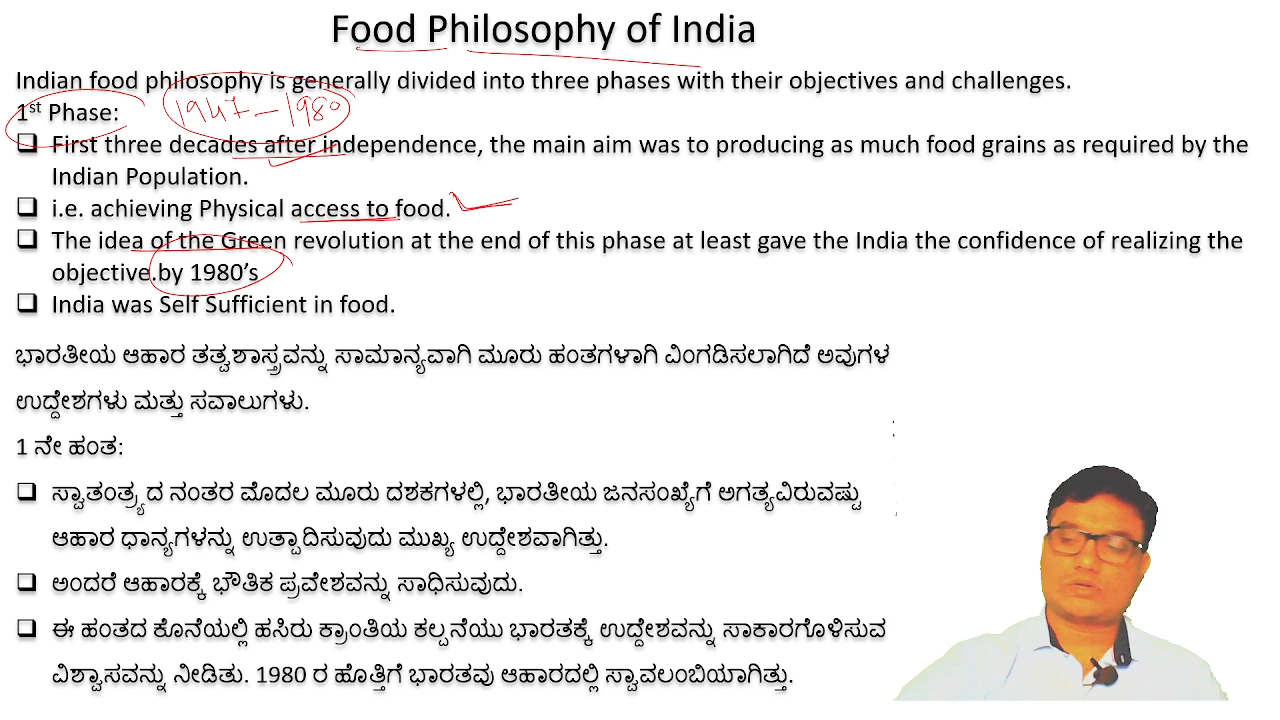 Food Philosophy of India
Indian food philosophy is generally divided into three phases with their objectives and challenges.
1st Phase:
1947 - 1980
❑ First three decades after independence, the main aim was to producing as much food grains as required by the
Indian Population.
❑ i.e. achieving Physical access to food.
❑ The idea of the Green revolution at the end of this phase at least gave the India the confidence of realizing the
objective.by 1980's
❑ India was Self Sufficient in food.
ಭಾರತೀಯ ಆಹಾರ ತತ್ವಶಾಸ್ತ್ರವನ್ನು ಸಾಮಾನ್ಯವಾಗಿ ಮೂರು ಹಂತಗಳಾಗಿ ವಿಂಗಡಿಸಲಾಗಿದೆ ಅವುಗಳ
ಉದ್ದೇಶಗಳು ಮತ್ತು ಸವಾಲುಗಳು.
1 ನೇ ಹಂತ:
❑ ಸ್ವಾತಂತ್ರ್ಯದ ನಂತರ ಮೊದಲ ಮೂರು ದಶಕಗಳಲ್ಲಿ, ಭಾರತೀಯ ಜನಸಂಖ್ಯೆಗೆ ಅಗತ್ಯವಿರುವಷ್ಟು
ಆಹಾರ ಧಾನ್ಯಗಳನ್ನು ಉತ್ಪಾದಿಸುವುದು ಮುಖ್ಯ ಉದ್ದೇಶವಾಗಿತ್ತು.
❑ ಅಂದರೆ ಆಹಾರಕ್ಕೆ ಭೌತಿಕ ಪ್ರವೇಶವನ್ನು ಸಾಧಿಸುವುದು.
❑ ಈ ಹಂತದ ಕೊನೆಯಲ್ಲಿ ಹಸಿರು ಕ್ರಾಂತಿಯ ಕಲ್ಪನೆಯು ಭಾರತಕ್ಕೆ ಉದ್ದೇಶವನ್ನು ಸಾಕಾರಗೊಳಿಸುವ
ವಿಶ್ವಾಸವನ್ನು ನೀಡಿತು. 1980 ರ ಹೊತ್ತಿಗೆ ಭಾರತವು ಆಹಾರದಲ್ಲಿ ಸ್ವಾವಲಂಬಿಯಾಗಿತ್ತು.